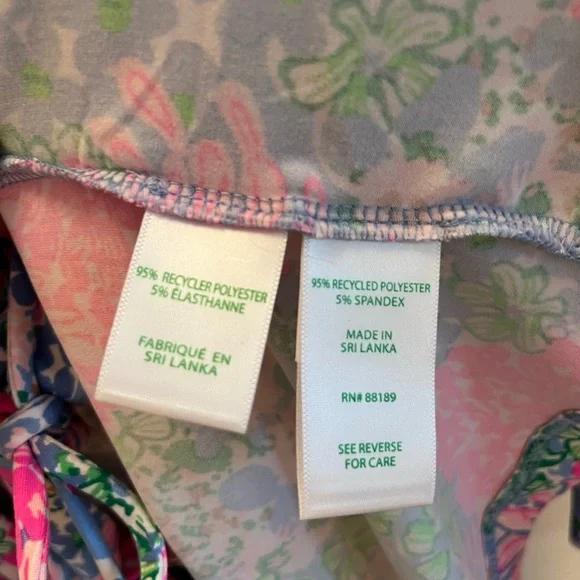 95% RECYCLER POLYESTER
5% ÉLASTHANNE
FABRIQUÉ EN
SRI LANKA
95% RECYCLED POLYESTER
5% SPANDEX
MADE IN
SRI LANKA
RN# 88189
SEE REVERSE
FOR CARE